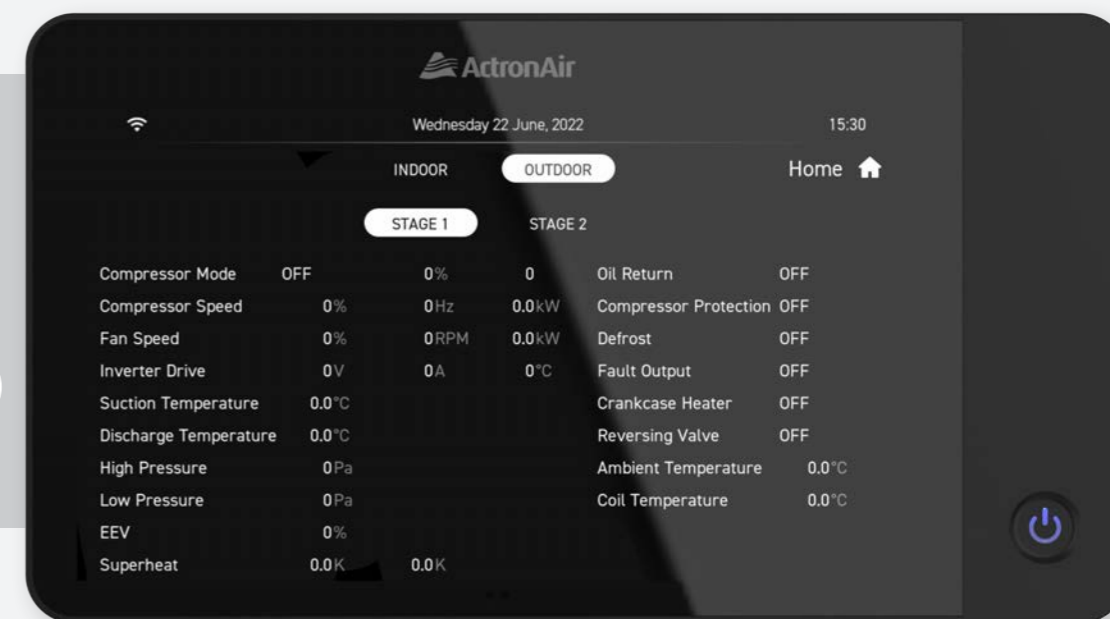 ActronAir
Wednesday 22 June, 2022 15:30
INDOOR OUTDOOR Home
STAGE 1 STAGE 2
Compressor Mode OFF 0% 0 Oil Return OFF
Compressor Speed 0% 0Hz 0.0kW Compressor Protection OFF
Fan Speed 0% 0RPM 0.0kW Defrost OFF
Inverter Drive 0V 0A 0°C Fault Output OFF
Suction Temperature 0.0°C Crankcase Heater OFF
Discharge Temperature 0.0°C Reversing Valve OFF
High Pressure 0Pa Ambient Temperature 0.0°C
Low Pressure 0Pa Coil Temperature 0.0°C
EEV 0%
Superheat 0.0K 0.0K